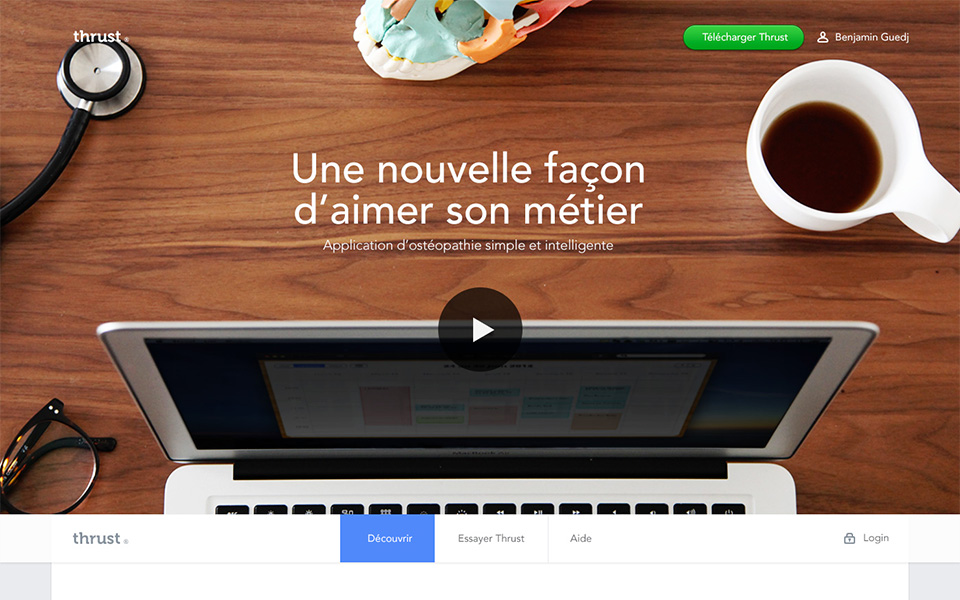 thrust ®
Télécharger Thrust
Benjamin Guedj
Une nouvelle façon
d'aimer son métier
Application d'ostéopathie simple et intelligente
thrust ®
Découvrir
Essayer Thrust
Aide
Login